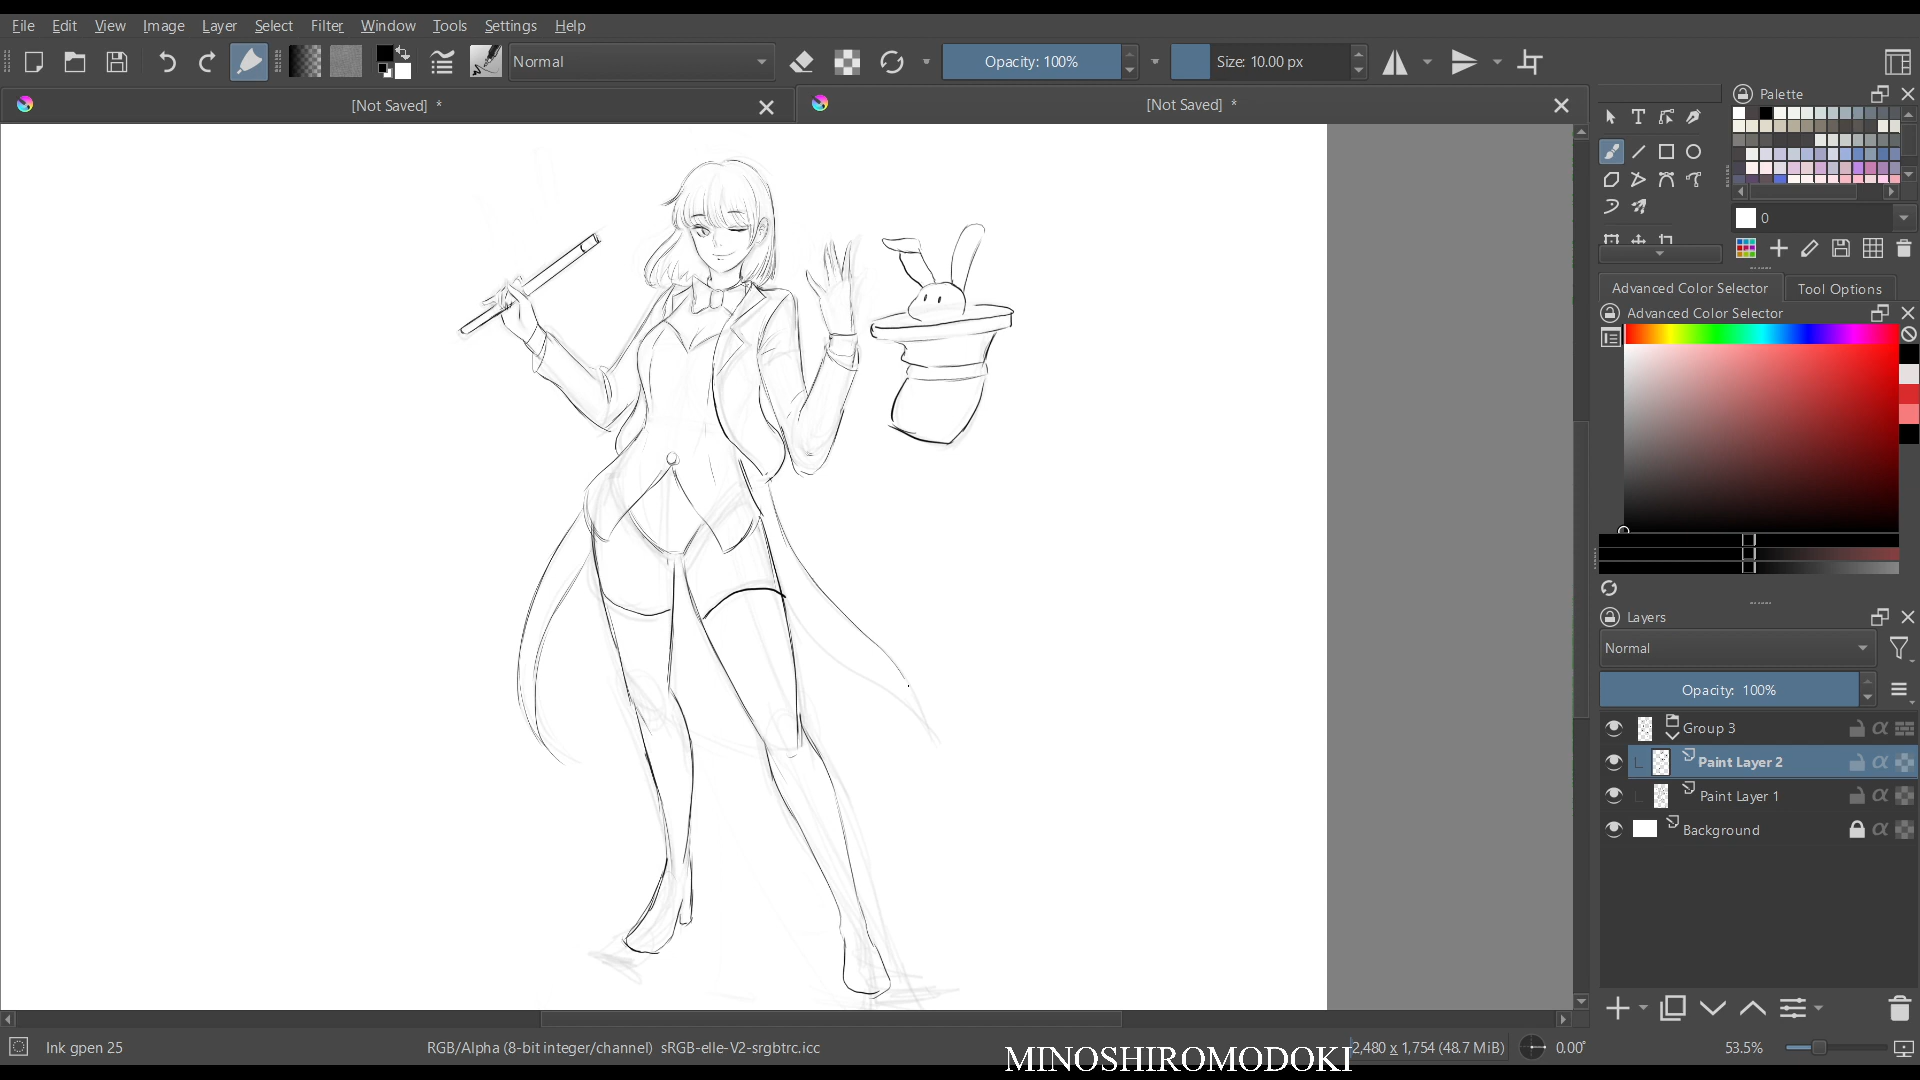 File Edit View Image Layer Select Filter Window Tools Settings Help
Normal Opacity: 100% Size: 10.00 px
[Not Saved] * [Not Saved] *
Palette
0
Advanced Color Selector Tool Options
Advanced Color Selector
Layers
Normal
Opacity: 100%
Group 3
Paint Layer 2
Paint Layer 1
Background
Ink gpen 25 RGB/Alpha (8-bit integer/channel) sRGB-elle-V2-srgbtrc.icc 2,480 x 1,754 (48.7 MiB) 0.00° 53.5%
MINOSHIROMODOKI